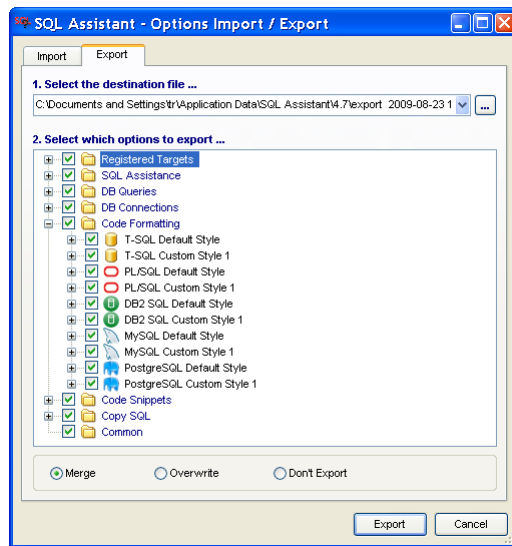 SQL Assistant - Options Import / Export
Import Export
1. Select the destination file ...
C:\Documents and Settings\tr\Application Data\SQL Assistant\4.7\export 2009-08-23 1 ...
2. Select which options to export ...
Registered Targets
SQL Assistance
DB Queries
DB Connections
Code Formatting
T-SQL Default Style
T-SQL Custom Style 1
PL/SQL Default Style
PL/SQL Custom Style 1
DB2 SQL Default Style
DB2 SQL Custom Style 1
MySQL Default Style
MySQL Custom Style 1
PostgreSQL Default Style
PostgreSQL Custom Style 1
Code Snippets
Copy SQL
Common
Merge Overwrite Don't Export
Export Cancel